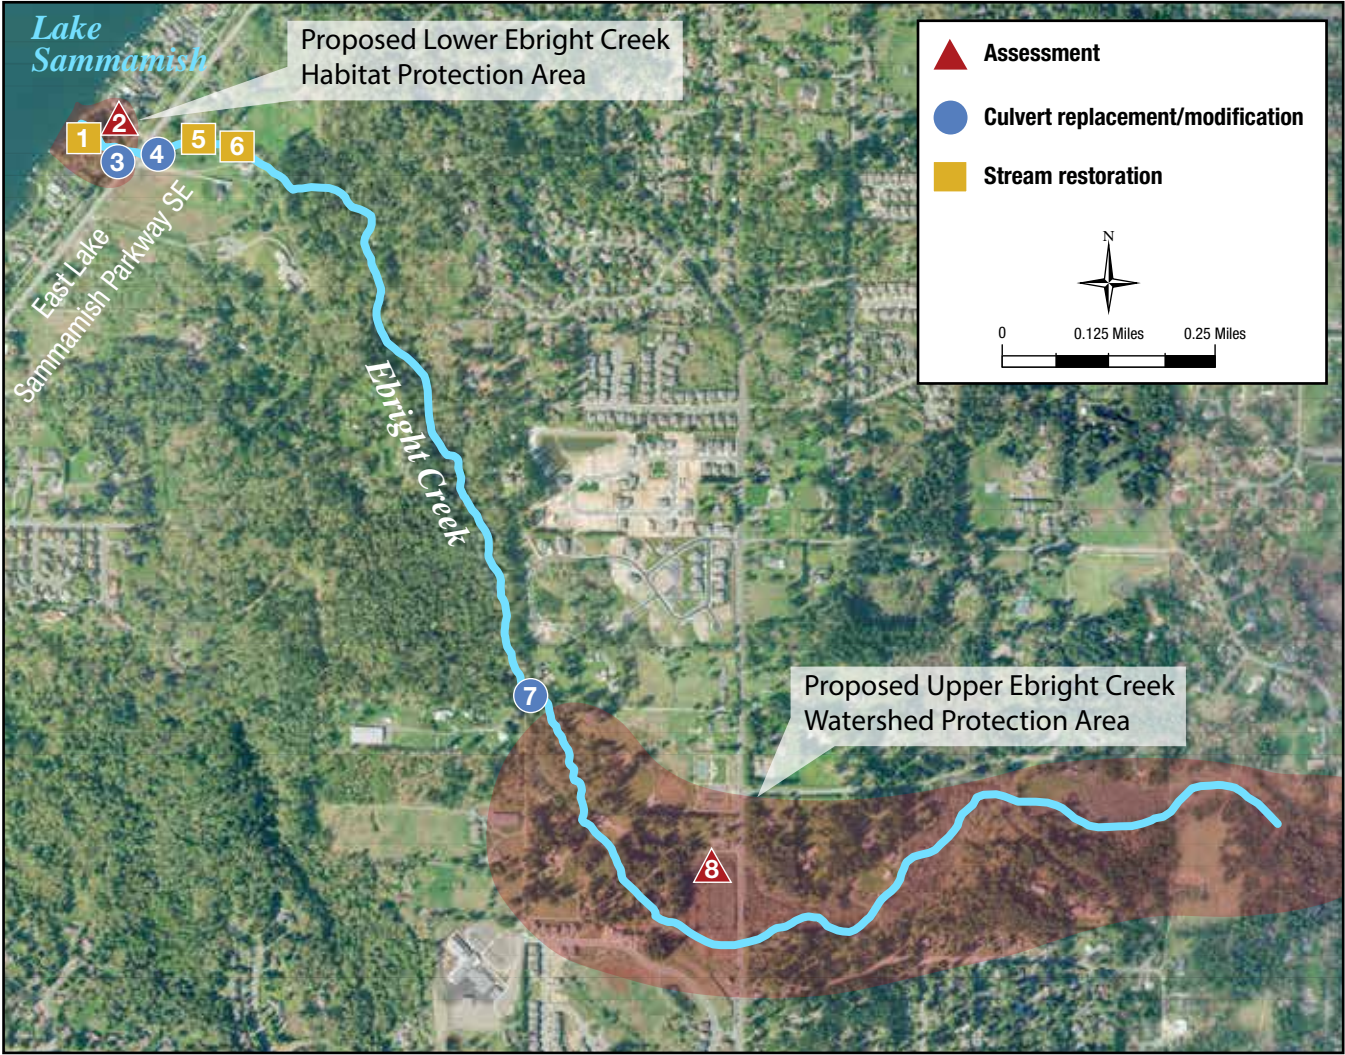 Lake
Sammamish
Proposed Lower Ebright Creek
Habitat Protection Area
1
2
3
4
5
6
East Lake
Sammamish Parkway SE
Ebright Creek
7
Proposed Upper Ebright Creek
Watershed Protection Area
8
Assessment
Culvert replacement/modification
Stream restoration
N
0 0.125 Miles 0.25 Miles